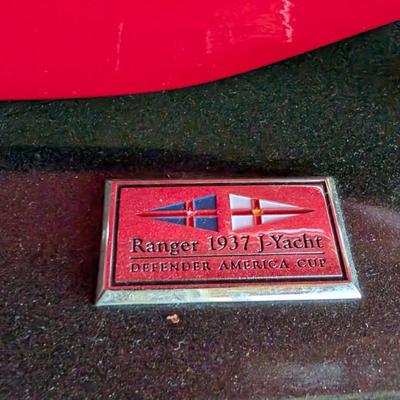 Ranger 1937 J-Yacht
DEFENDER AMERICA CUP